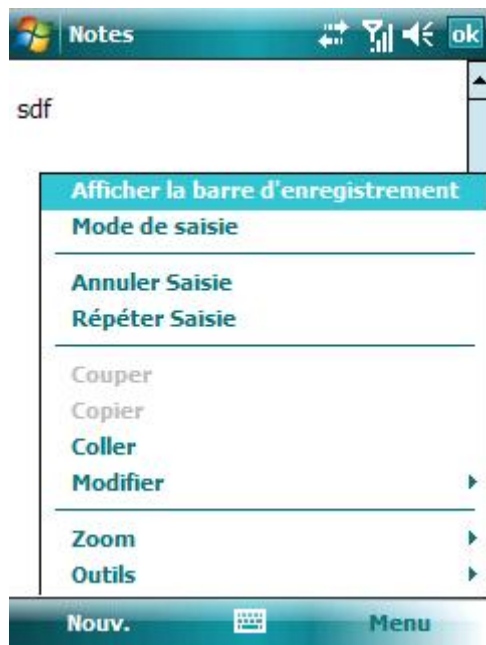 Notes
ok
sdf
Afficher la barre d'enregistrement
Mode de saisie
Annuler Saisie
Répéter Saisie
Couper
Copier
Coller
Modifier
Zoom
Outils
Nouv. Menu